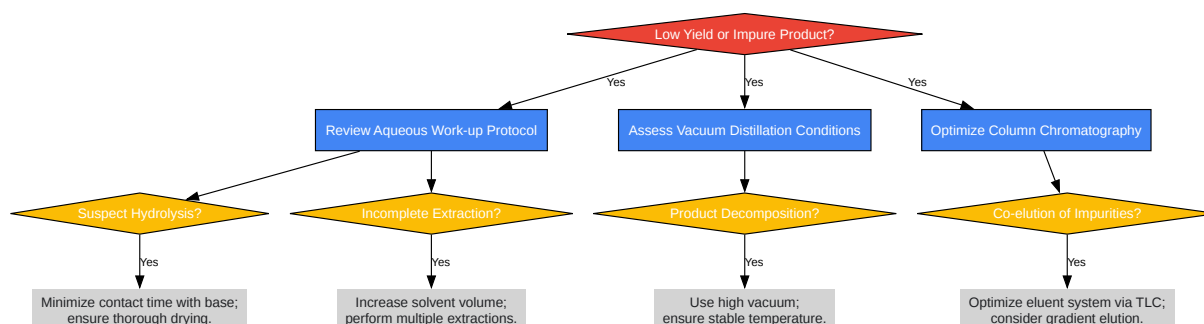 Low Yield or Impure Product?
Yes
Yes
Yes
Review Aqueous Work-up Protocol
Assess Vacuum Distillation Conditions
Optimize Column Chromatography
Suspect Hydrolysis?
Incomplete Extraction?
Product Decomposition?
Co-elution of Impurities?
Yes
Yes
Yes
Yes
Minimize contact time with base;
ensure thorough drying.
Increase solvent volume;
perform multiple extractions.
Use high vacuum;
ensure stable temperature.
Optimize eluent system via TLC;
consider gradient elution.